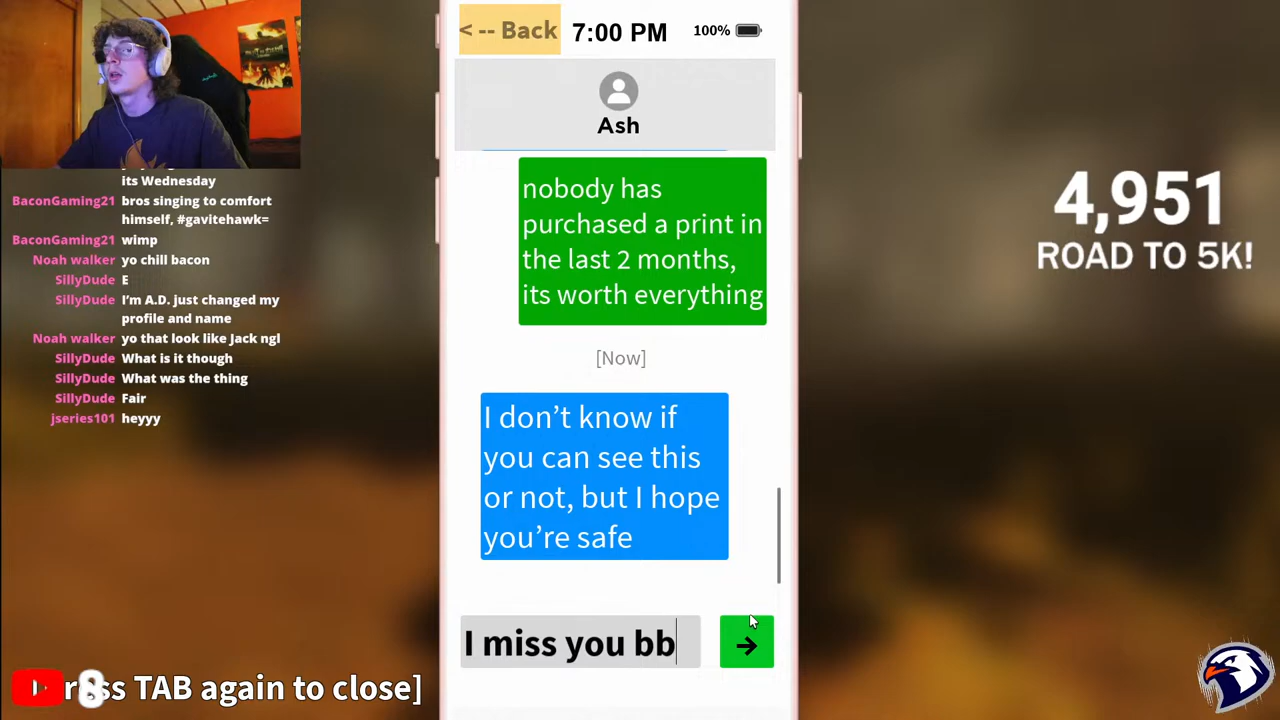 its Wednesday
BaconGaming21 bros singing to comfort
himself, #gavitehawk=
BaconGaming21 wimp
Noah walker yo chill bacon
SillyDude E
SillyDude I'm A.D. just changed my
profile and name
Noah walker yo that look like Jack ngl
SillyDude What is it though
SillyDude What was the thing
SillyDude Fair
jseries101 heyyy
< -- Back
7:00 PM
100%
Ash
nobody has
purchased a print in
the last 2 months,
its worth everything
[Now]
I don’t know if
you can see this
or not, but I hope
you’re safe
I miss you bb
TAB again to close]
8
4,951
ROAD TO 5K!